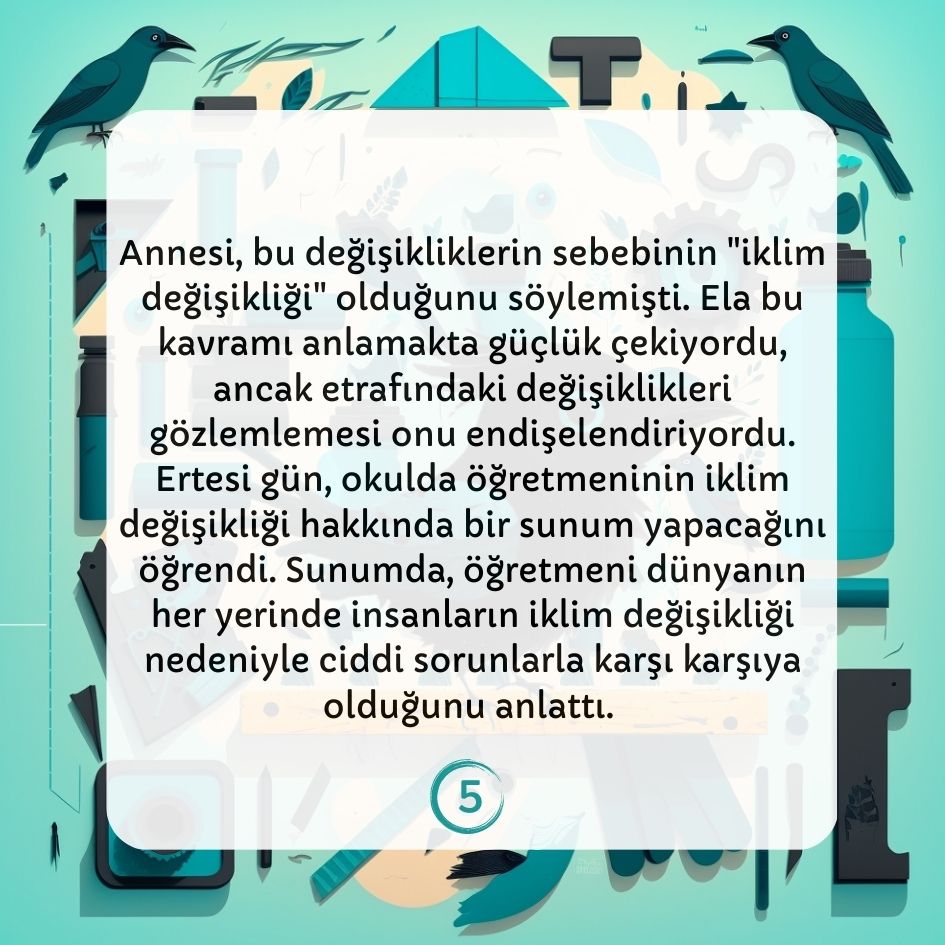 Annesi, bu değişikliklerin sebebinin "iklim
değişikliği" olduğunu söylemişti. Ela bu
kavramı anlamakta güçlük çekiyordu,
ancak etrafındaki değişiklikleri
gözlemlemesi onu endişelendiriyordu.
Ertesi gün, okulda öğretmeninin iklim
değişikliği hakkında bir sunum yapacağını
öğrendi. Sunumda, öğretmeni dünyanın
her yerinde insanların iklim değişikliği
nedeniyle ciddi sorunlarla karşı karşıya
olduğunu anlattı.
5